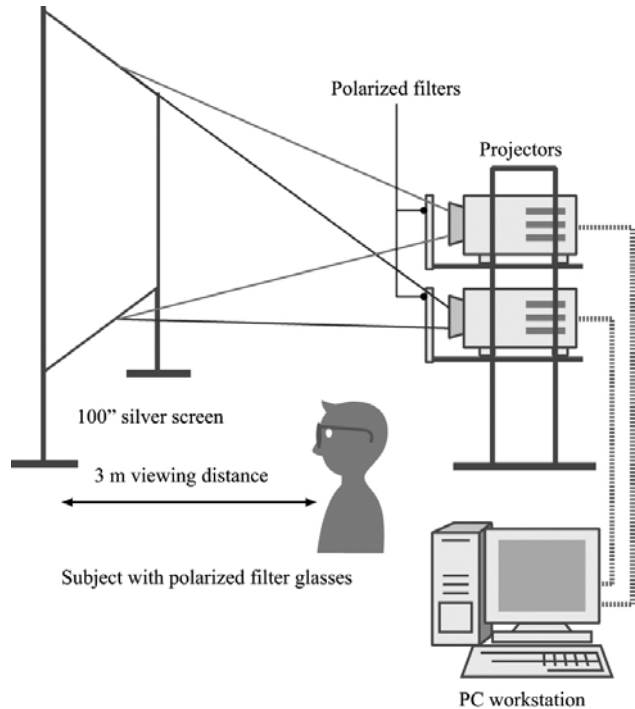 Polarized filters
Projectors
100” silver screen
3 m viewing distance
Subject with polarized filter glasses
PC workstation